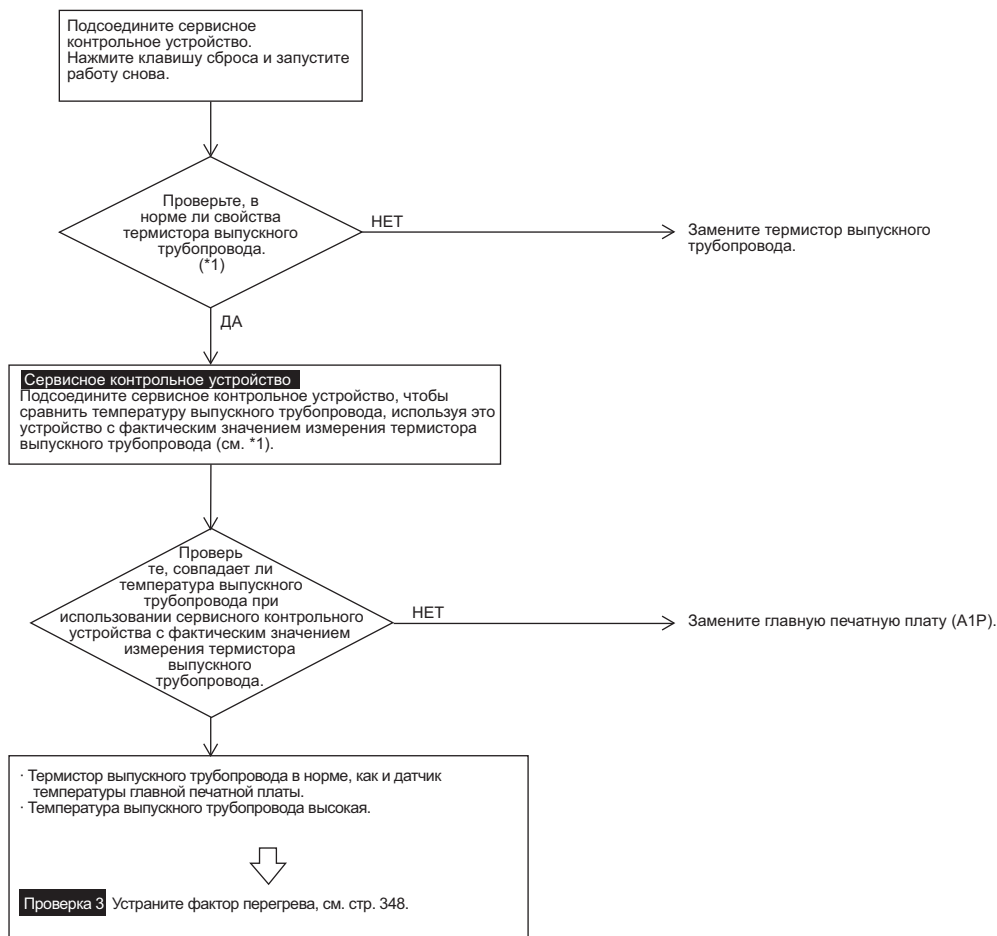 Подсоедините сервисное
контрольное устройство.
Нажмите клавишу сброса и запустите
работу снова.
Проверьте, в
норме ли свойства
термистора выпускного
трубопровода.
(*1)
НЕТ
Замените термистор выпускного
трубопровода.
ДА
Сервисное контрольное устройство
Подсоедините сервисное контрольное устройство, чтобы
сравнить температуру выпускного трубопровода, используя это
устройство с фактическим значением измерения термистора
выпускного трубопровода (см. *1).
Проверь
те, совпадает ли
температура выпускного
трубопровода при
использовании сервисного контрольного
устройства с фактическим значением
измерения термистора
выпускного
трубопровода.
НЕТ
Замените главную печатную плату (A1P).
· Термистор выпускного трубопровода в норме, как и датчик
температуры главной печатной платы.
· Температура выпускного трубопровода высокая.
Проверка 3 Устраните фактор перегрева, см. стр. 348.